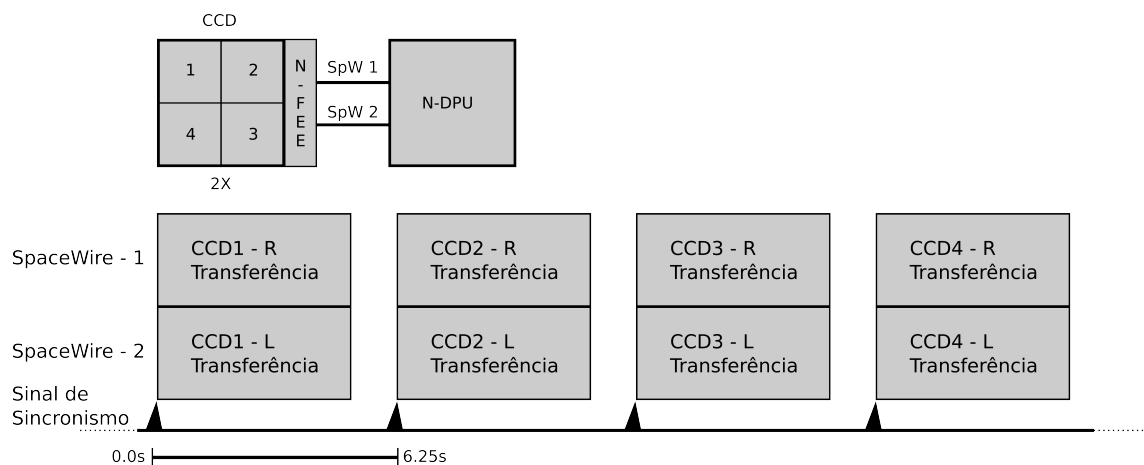 CCD
1 2
4 3
N
-
F
E
E
SpW 1
SpW 2
N-DPU
2X
SpaceWire - 1
CCD1 - R
Transferência
CCD2 - R
Transferência
CCD3 - R
Transferência
CCD4 - R
Transferência
SpaceWire - 2
CCD1 - L
Transferência
CCD2 - L
Transferência
CCD3 - L
Transferência
CCD4 - L
Transferência
Sinal de
Sincronismo
0.0s
6.25s